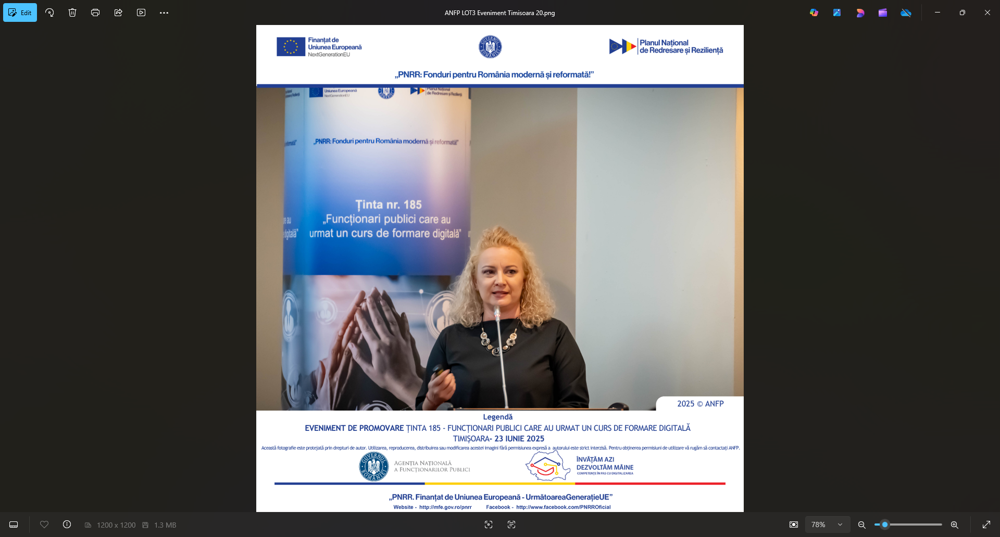 Edit
ANFP LOT3 Eveniment Timisoara 20.png
Finanțat de
Uniunea Europeană
NextGenerationEU
GUVERNUL
ROMÂNIEI
Planul Național
de Redresare și Reziliență
„PNRR: Fonduri pentru România modernă și reformată!”
Uniunea Europeană
NextGenerationEU
Planul Național
de Redresare și Reziliență
„PNRR: Fonduri pentru România modernă și reformată!”
Ținta nr. 185
„Funcționari publici care au
urmat un curs de formare digitală”
2025 © ANFP
Legendă
EVENIMENT DE PROMOVARE ȚINTA 185 - FUNCȚIONARI PUBLICI CARE AU URMAT UN CURS DE FORMARE DIGITALĂ
TIMIȘOARA- 23 IUNIE 2025
Această fotografie este protejată prin drepturi de autor. Utilizarea, reproducerea, distribuirea sau modificarea acestei imagini fără permisiunea expresă a autorului este strict interzisă. Pentru obținerea permisiuni de utilizare vă rugăm să contactați ANFP.
GUVERNUL
ROMÂNIEI
AGENȚIA NAȚIONALĂ
A FUNCȚIONARILOR PUBLICI
ÎNVĂȚĂM AZI
DEZVOLTĂM MÂINE
COMPETENȚE ÎN PAS CU DIGITALIZAREA
„PNRR. Finanțat de Uniunea Europeană - UrmătoareaGenerațieUE”
Website - http://mfe.gov.ro/pnrr Facebook - http://www.facebook.com/PNRROficial
1200 x 1200 1.3 MB
78%